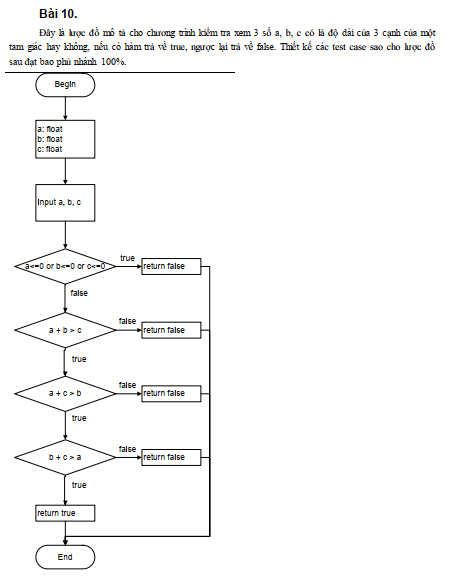 Bài 10.
Đây là lược đồ mô tả cho chương trình kiểm tra xem 3 số a, b, c có là độ dài của 3 cạnh của một
tam giác hay không, nếu có hàm trả về true, ngược lại trả về false. Thiết kế các test case sao cho lược đồ
sau đạt bao phủ nhánh 100%.
Begin
a: float
b: float
c: float
Input a, b, c
a<=0 or b<=0 or c<=0
true
return false
false
a + b > c
false
return false
true
a + c > b
false
return false
true
b + c > a
false
return false
true
return true
End